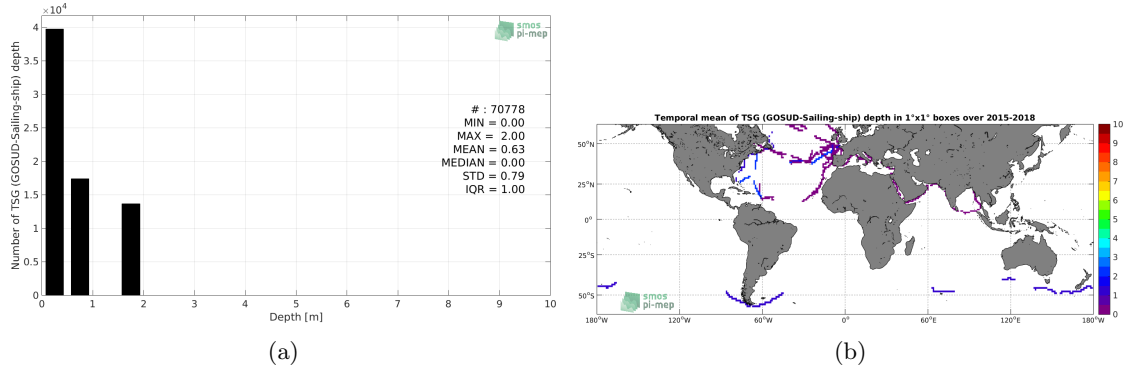 ×10⁴
4
3.5
3
2.5
2
1.5
1
0.5
0
Number of TSG (GOSUD-Sailing-ship) depth
smos
pi-mep
# : 70778
MIN = 0.00
MAX = 2.00
MEAN = 0.63
MEDIAN = 0.00
STD = 0.79
IQR = 1.00
0 1 2 3 4 5 6 7 8 9 10
Depth [m]
(a)
Temporal mean of TSG (GOSUD-Sailing-ship) depth in 1°x1° boxes over 2015-2018
50°N
25°N
0°
25°S
50°S
smos
pi-mep
180°W 120°W 60°W 0° 60°E 120°E 180°W
10
9
8
7
6
5
4
3
2
1
0
(b)